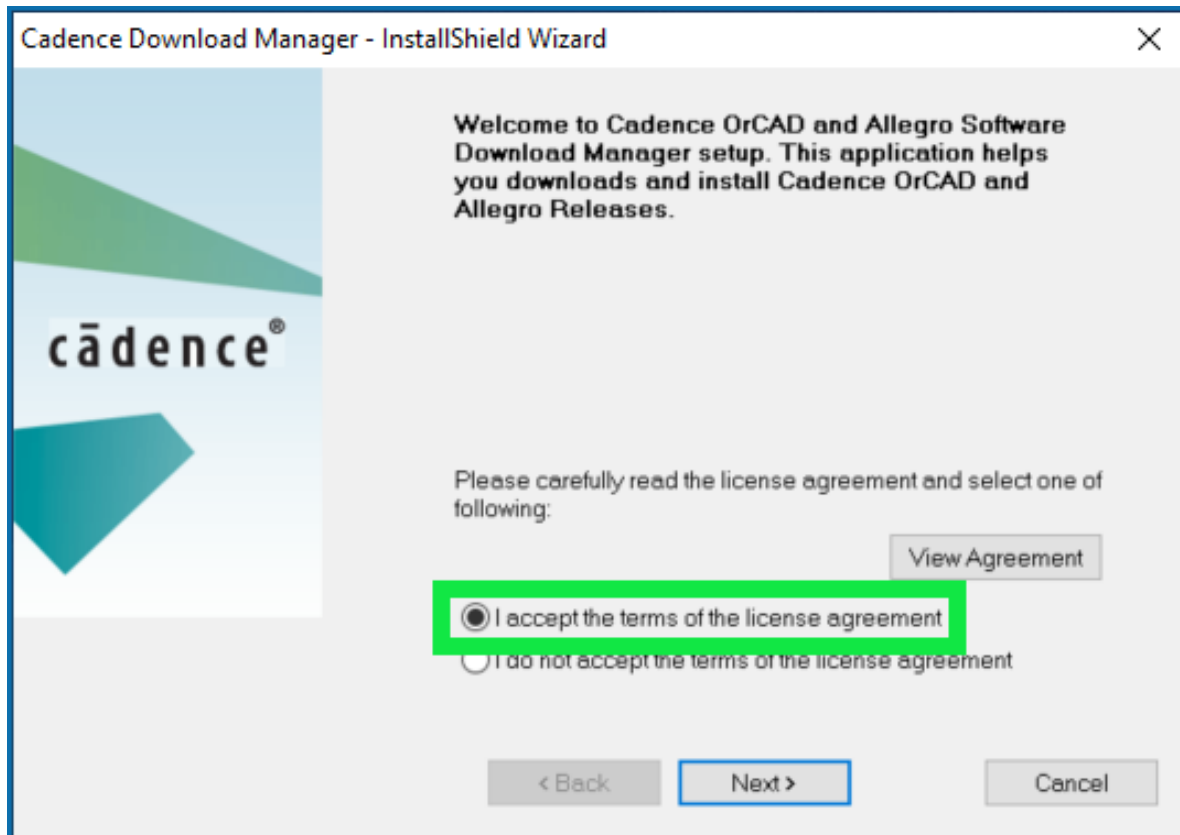 Cadence Download Manager - InstallShield Wizard
Welcome to Cadence OrCAD and Allegro Software
Download Manager setup. This application helps
you downloads and install Cadence OrCAD and
Allegro Releases.
cādence®
Please carefully read the license agreement and select one of
following:
View Agreement
I accept the terms of the license agreement
I do not accept the terms of the license agreement
< Back
Next >
Cancel